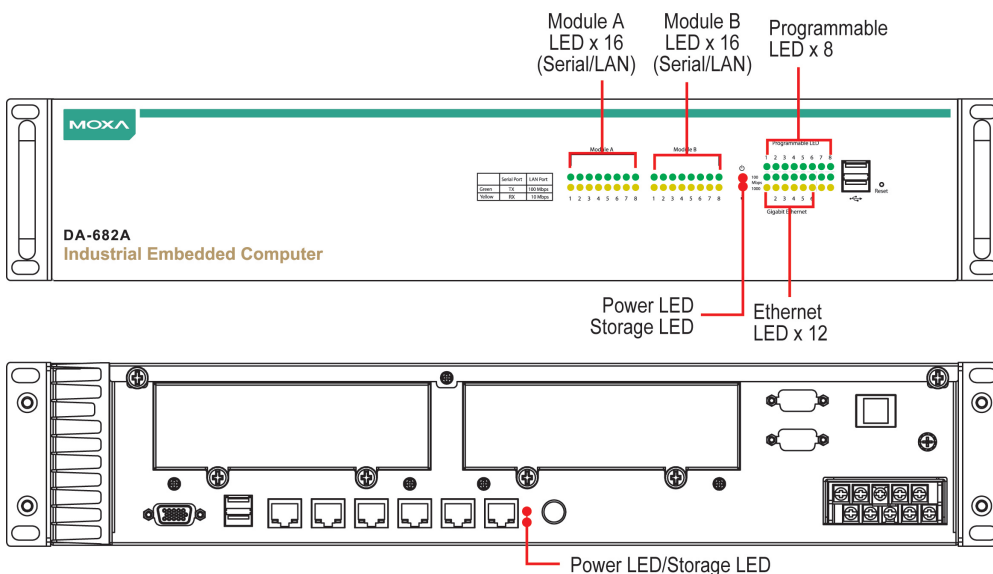 Module A
LED x 16
(Serial/LAN)
Module B
LED x 16
(Serial/LAN)
Programmable
LED x 8
MOXA
Module A
Module B
Programmable LED
1 2 3 4 5 6 7 8
Serial Port LAN Port
Green TX 100 Mbps
Yellow RX 10 Mbps
100
Mbps
1000
Reset
1 2 3 4 5 6 7 8
1 2 3 4 5 6 7 8
2 3 4 5 6
Gigabit Ethernet
DA-682A
Industrial Embedded Computer
Power LED
Storage LED
Ethernet
LED x 12
Power LED/Storage LED